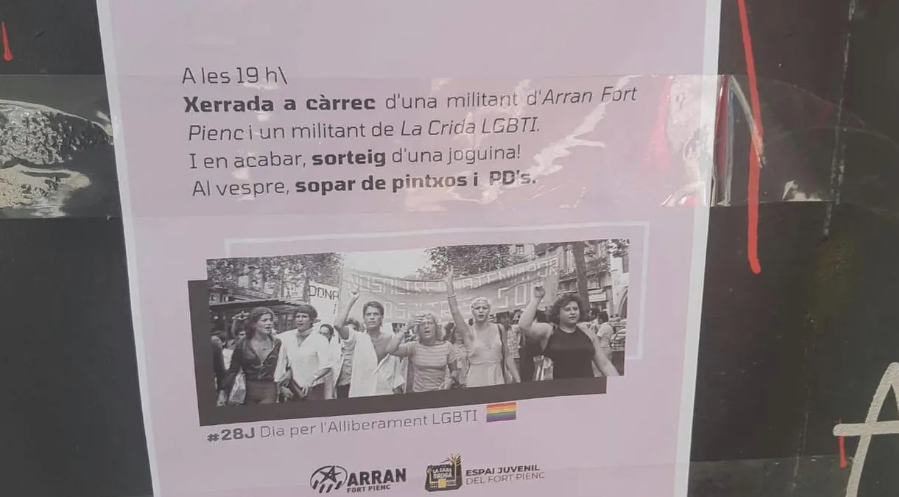 A les 19 h\
Xerrada a càrrec d'una militant d'Arran Fort
Pienc i un militant de La Crida LGBTI.
I en acabar, sorteig d'una joguina!
Al vespre, sopar de pintxos i PD's.
#28J Dia per l'Alliberament LGBTI
ARRAN
FORT PIENC
ESPAI JUVENIL
DEL FORT PIENC